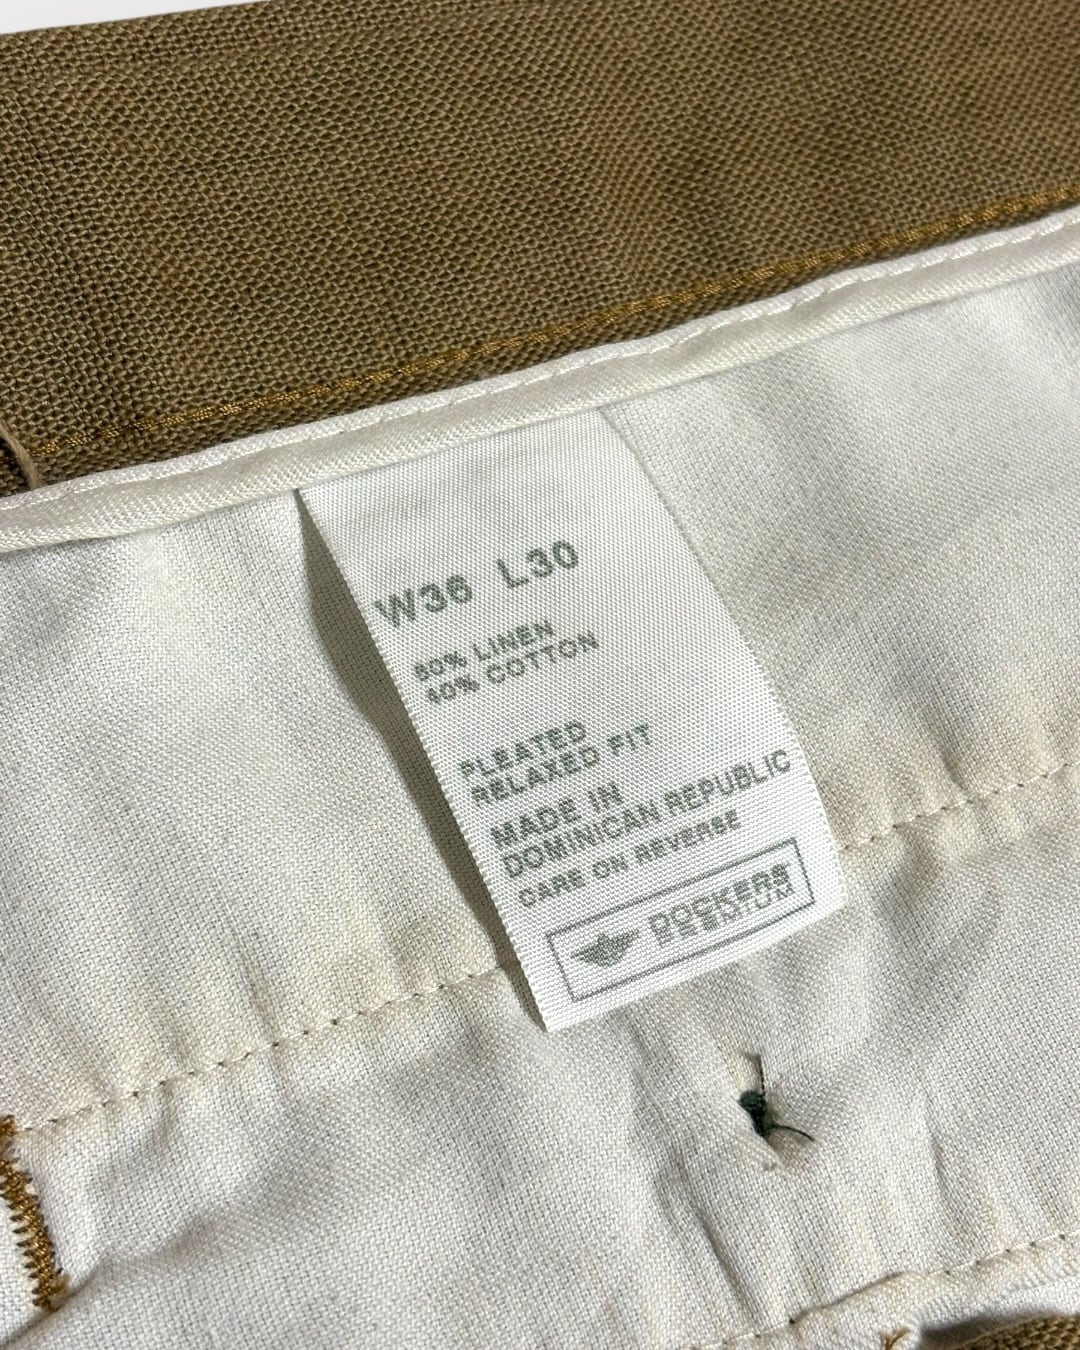 W36 L30
60% LINEN
40% COTTON
PLEATED
RELAXED FIT
MADE IN
DOMINICAN REPUBLIC
CARE ON REVERSE
DOCKERS
PREMIUM